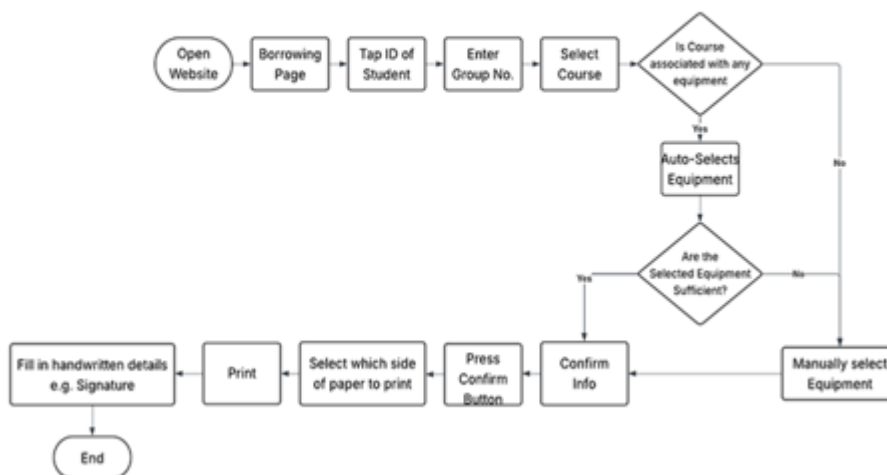 Open
Website
Borrowing
Page
Tap ID of
Student
Enter
Group No.
Select
Course
Is Course
associated with any
equipment
Yes
No
Auto-Selects
Equipment
Are the
Selected Equipment
Sufficient?
Yes
No
Manually select
Equipment
Confirm
Info
Press
Confirm
Button
Select which side
of paper to print
Print
Fill in handwritten details
e.g. Signature
End